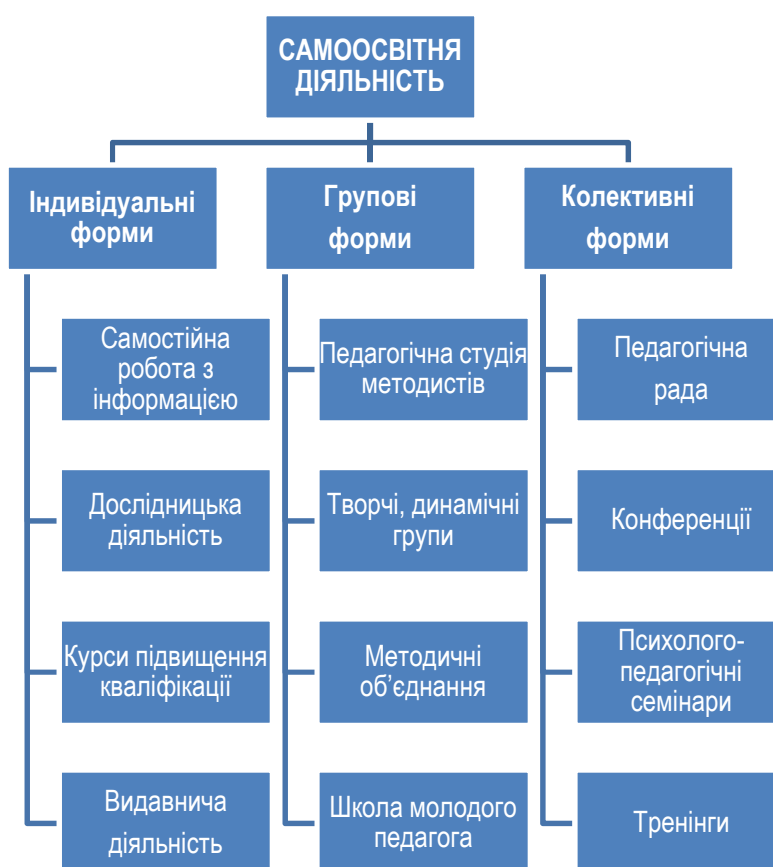 САМООСВІТНЯ
ДІЯЛЬНІСТЬ
Індивідуальні
форми
Самостійна
робота з
інформацією
Дослідницька
діяльність
Курси підвищення
кваліфікації
Видавнича
діяльність
Групові
форми
Педагогічна студія
методистів
Творчі, динамічні
групи
Методичні
об’єднання
Школа молодого
педагога
Колективні
форми
Педагогічна
рада
Конференції
Психолого-
педагогічні
семінари
Тренінги